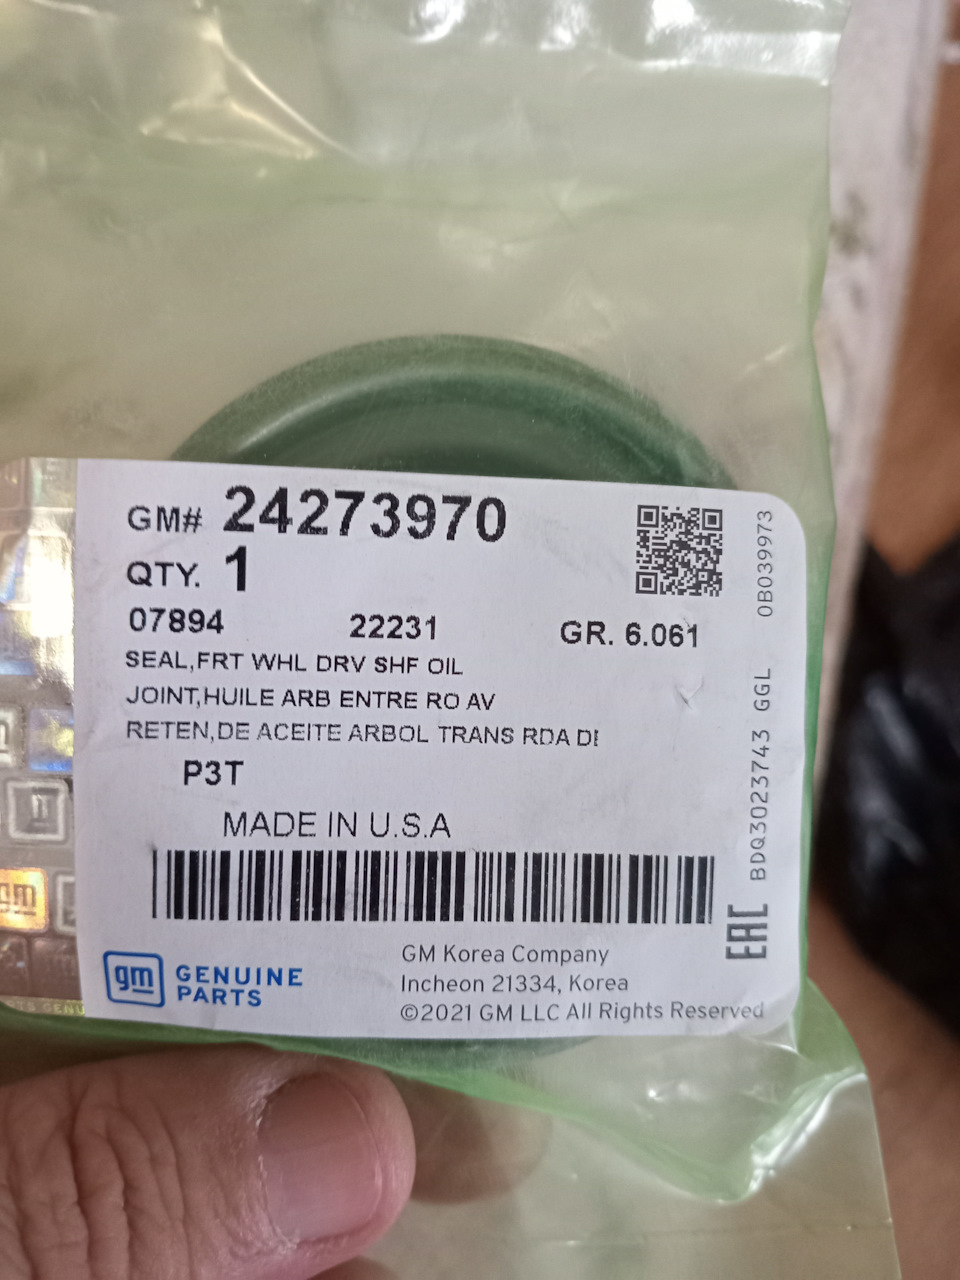 GM# 24273970
QTY. 1
07894 22231 GR. 6.061
SEAL,FRT WHL DRV SHF OIL
JOINT,HUILE ARB ENTRE RO AV
RETEN,DE ACEITE ARBOL TRANS RDA DI
P3T
MADE IN U.S.A
gm GENUINE
PARTS
GM Korea Company
Incheon 21334, Korea
©2021 GM LLC All Rights Reserved
EAC
BDQ3023743 GGL 0B039973
gm
GENU